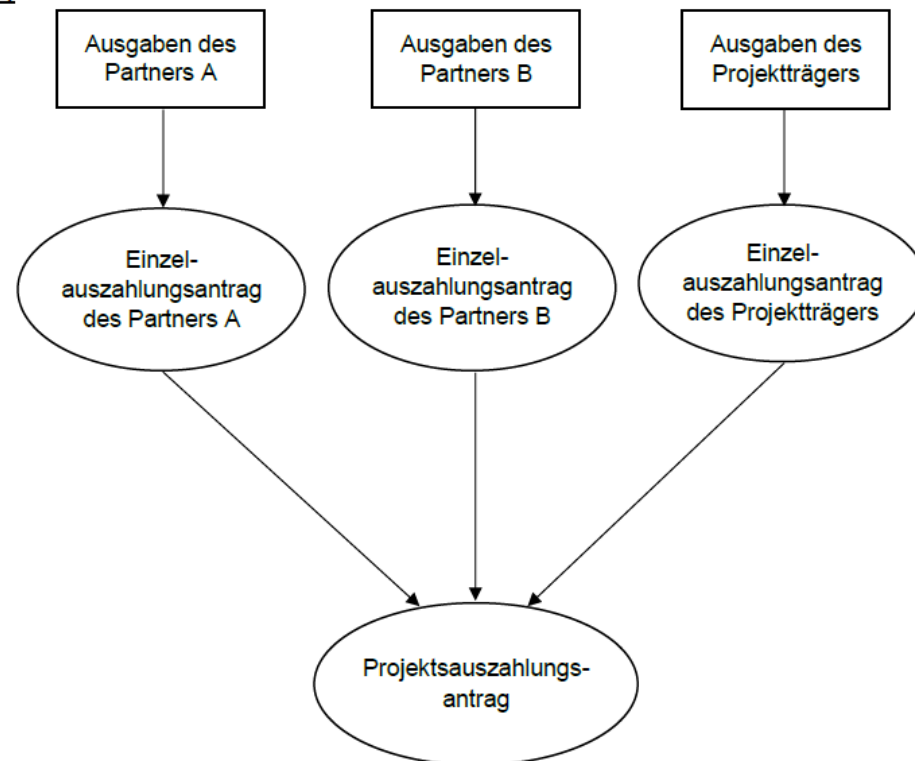 Ausgaben des
Partners A
Ausgaben des
Partners B
Ausgaben des
Projektträgers
Einzel-
auszahlungsantrag
des Partners A
Einzel-
auszahlungsantrag
des Partners B
Einzel-
auszahlungsantrag
des Projektträgers
Projektsauszahlungs-
antrag